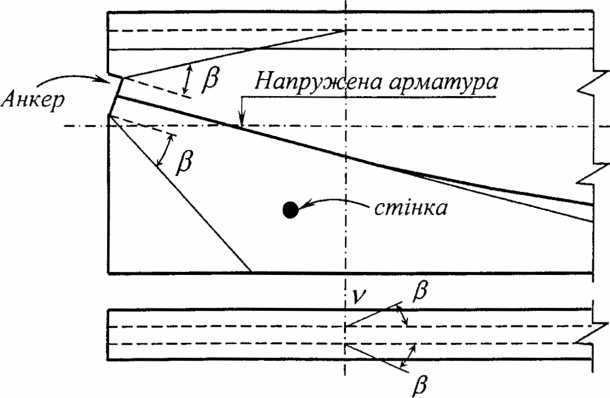 β
Напружена арматура
Анкер
β
стінка
ν
β
β